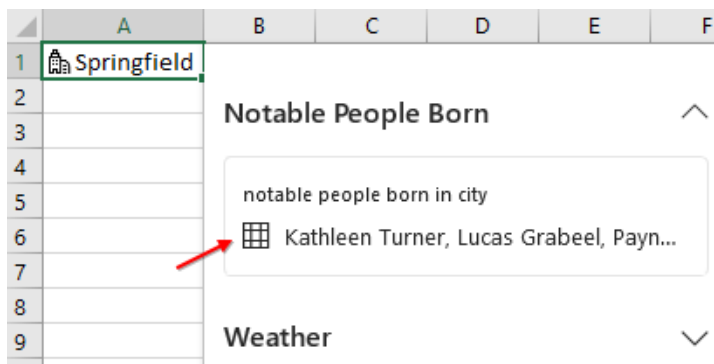 A B C D E F
1 Springfield
2
Notable People Born
3
4
5 notable people born in city
6 Kathleen Turner, Lucas Grabeel, Payn...
7
8
9 Weather